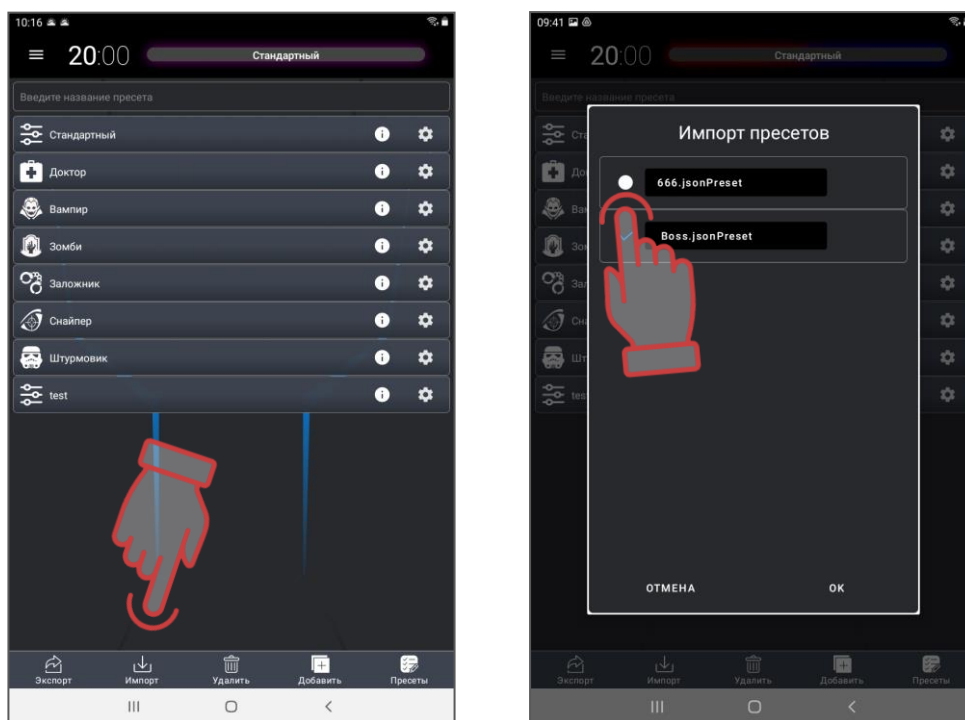 10:16
20:00 Стандартный
Введите название пресета
Стандартный
Доктор
Вампир
Зомби
Заложник
Снайпер
Штурмовик
test
Экспорт Импорт Удалить Добавить Пресеты
09:41
20:00 Стандартный
Введите название пресета
Импорт пресетов
666.jsonPreset
Boss.jsonPreset
ОТМЕНА OK
Экспорт Импорт Удалить Добавить Пресеты